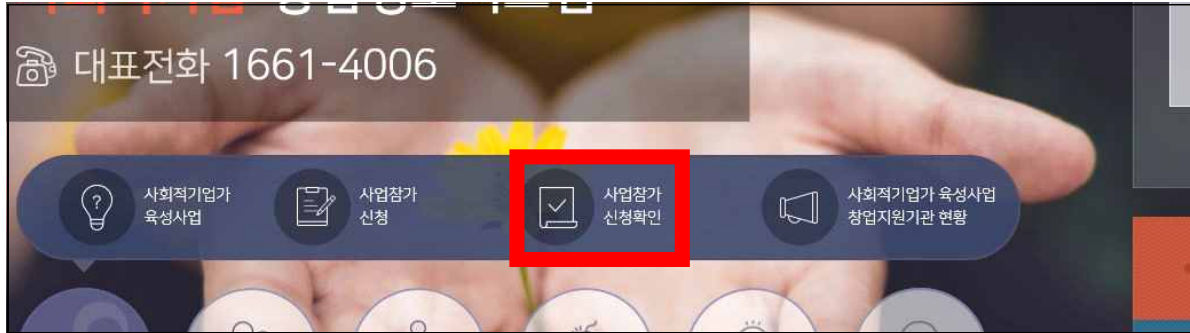 대표전화 1661-4006
사회적기업가
육성사업
사업참가
신청
사업참가
신청확인
사회적기업가 육성사업
창업지원기관 현황